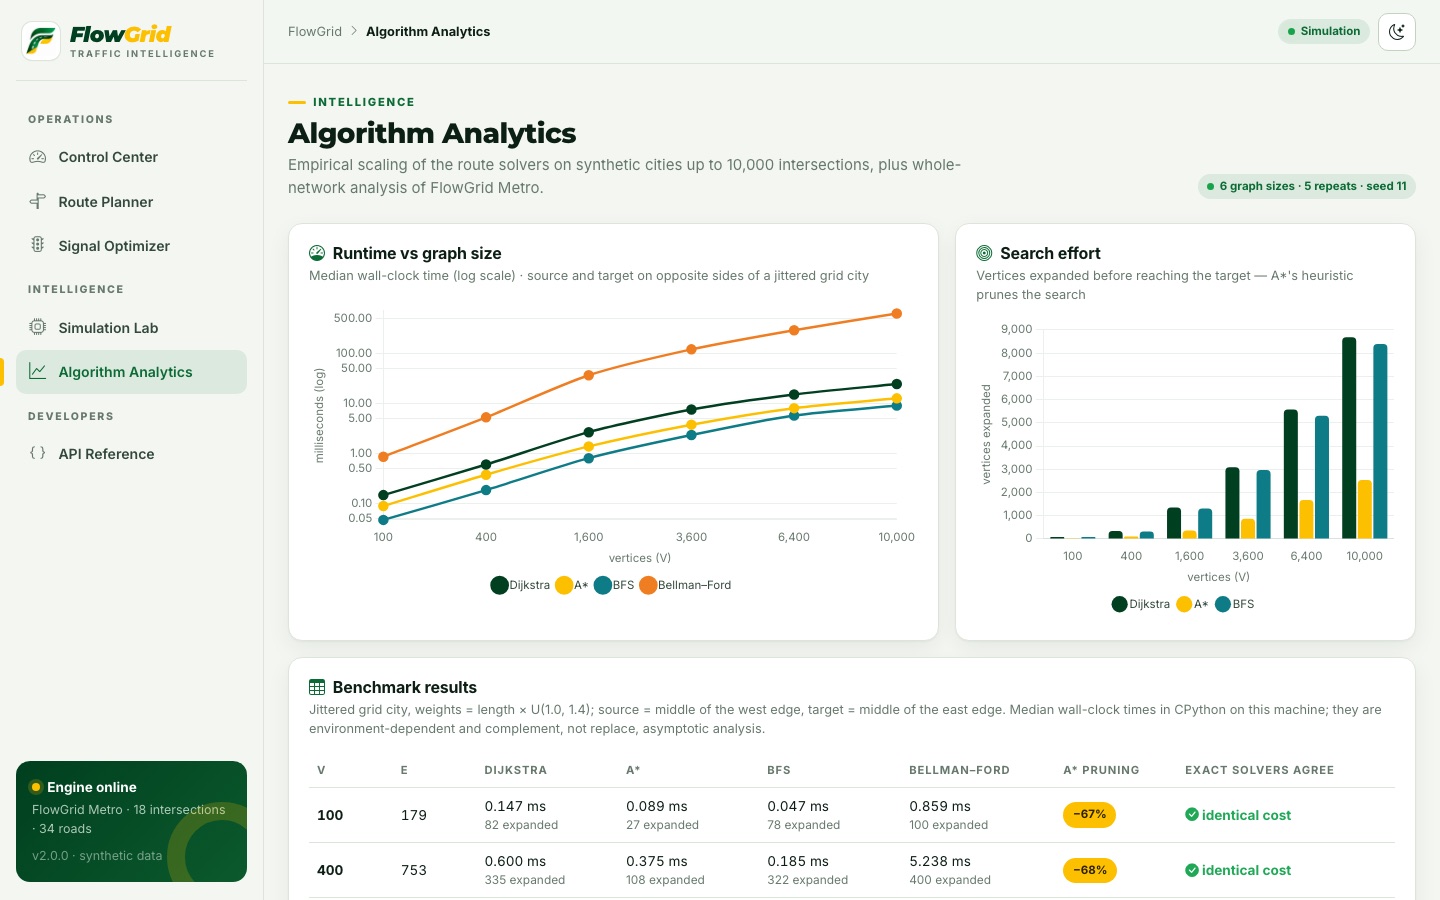 FlowGrid
TRAFFIC INTELLIGENCE
OPERATIONS
Control Center
Route Planner
Signal Optimizer
INTELLIGENCE
Simulation Lab
Algorithm Analytics
DEVELOPERS
API Reference
Engine online
FlowGrid Metro · 18 intersections
· 34 roads
v2.0.0 · synthetic data
FlowGrid > Algorithm Analytics
Simulation
INTELLIGENCE
Algorithm Analytics
Empirical scaling of the route solvers on synthetic cities up to 10,000 intersections, plus whole-
network analysis of FlowGrid Metro.
6 graph sizes · 5 repeats · seed 11
Runtime vs graph size
Median wall-clock time (log scale) · source and target on opposite sides of a jittered grid city
500.00
100.00
50.00
10.00
5.00
1.00
0.50
0.10
0.05
milliseconds (log)
100 400 1,600 3,600 6,400 10,000
vertices (V)
Dijkstra A* BFS Bellman–Ford
Search effort
Vertices expanded before reaching the target — A*'s heuristic
prunes the search
9,000
8,000
7,000
6,000
5,000
4,000
3,000
2,000
1,000
0
vertices expanded
100 400 1,600 3,600 6,400 10,000
vertices (V)
Dijkstra A* BFS
Benchmark results
Jittered grid city, weights = length × U(1.0, 1.4); source = middle of the west edge, target = middle of the east edge. Median wall-clock times in CPython on this machine; they are
environment-dependent and complement, not replace, asymptotic analysis.
V E DIJKSTRA A* BFS BELLMAN–FORD A* PRUNING EXACT SOLVERS AGREE
100 179 0.147 ms 0.089 ms 0.047 ms 0.859 ms −67% identical cost
82 expanded 27 expanded 78 expanded 100 expanded
400 753 0.600 ms 0.375 ms 0.185 ms 5.238 ms −68% identical cost
335 expanded 108 expanded 322 expanded 400 expanded